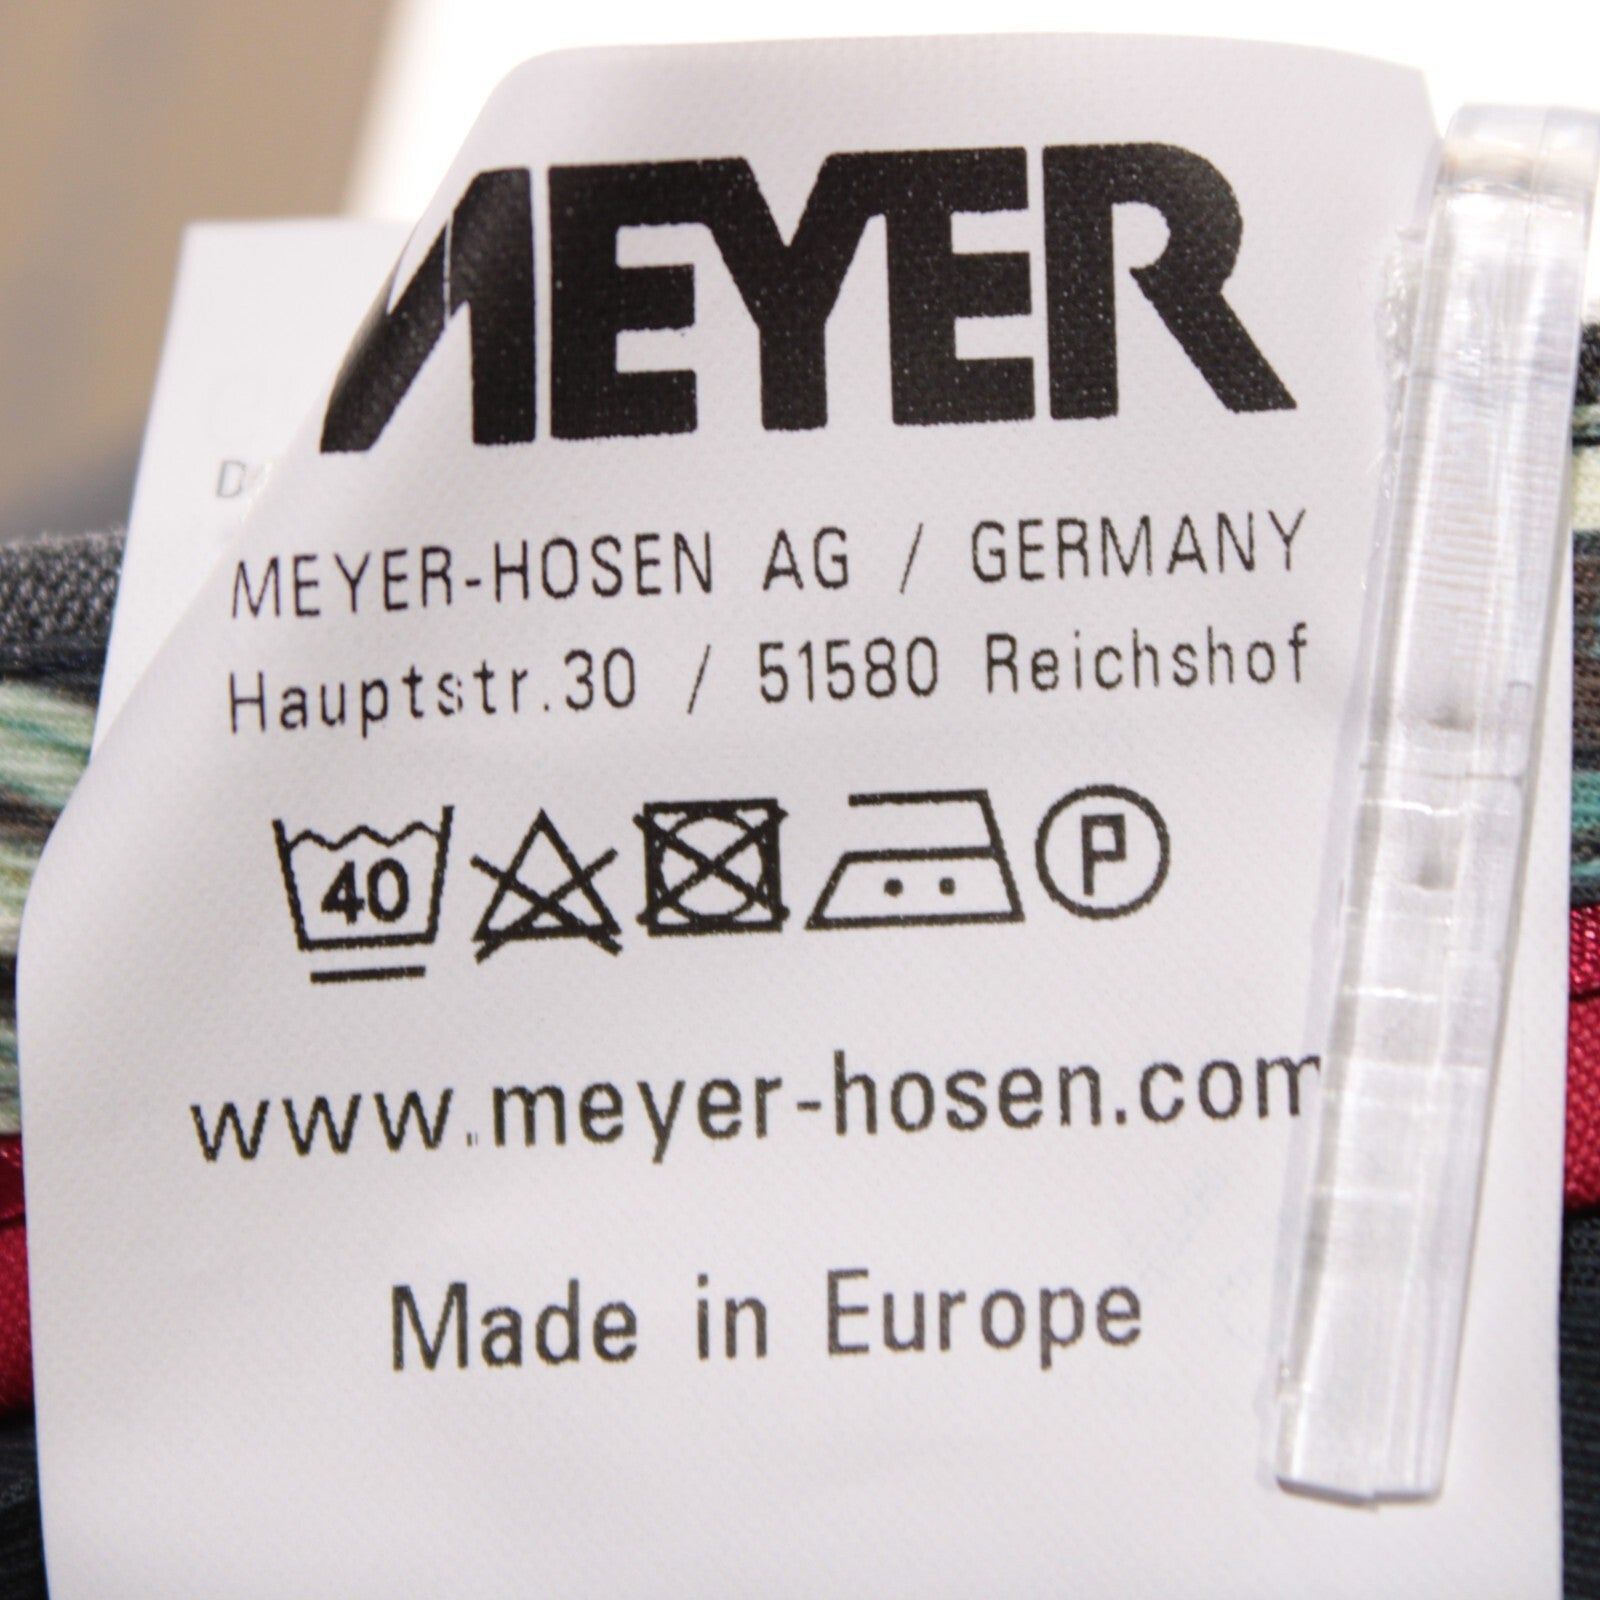 MEYER
MEYER-HOSEN AG / GERMANY
Hauptstr.30 / 51580 Reichshof
40 P
www.meyer-hosen.com
Made in Europe